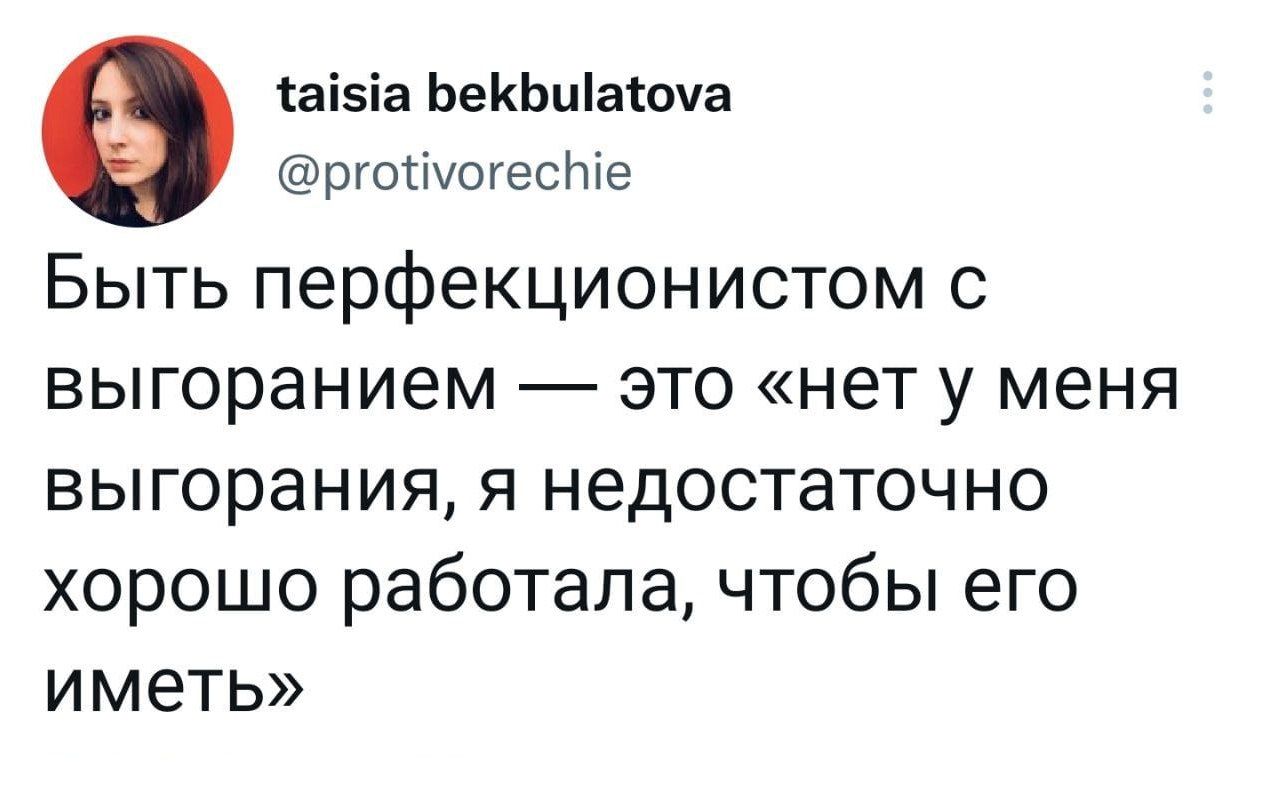 taisia bekbulatova
@protivorechie
Быть перфекционистом с
выгоранием — это «нет у меня
выгорания, я недостаточно
хорошо работала, чтобы его
иметь»